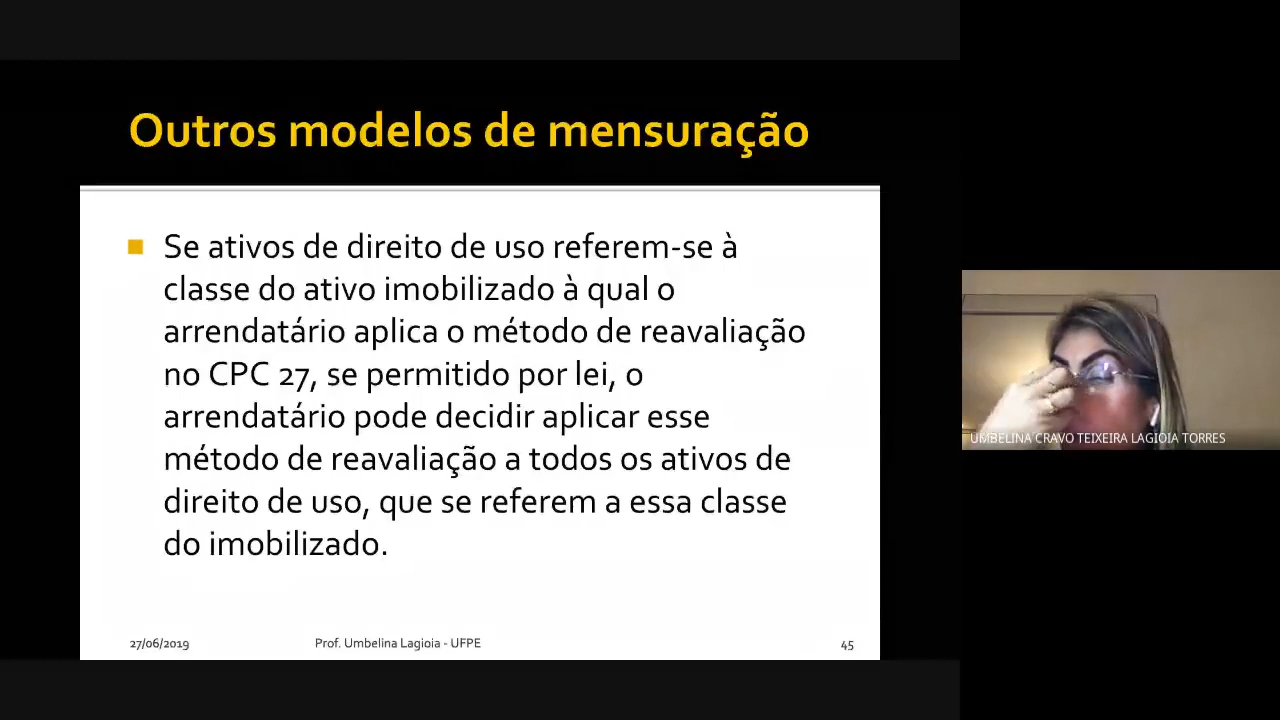 Outros modelos de mensuração
Se ativos de direito de uso referem-se à
classe do ativo imobilizado à qual o
arrendatário aplica o método de reavaliação
no CPC 27, se permitido por lei, o
arrendatário pode decidir aplicar esse
método de reavaliação a todos os ativos de
direito de uso, que se referem a essa classe
do imobilizado.
27/06/2019
Prof. Umbelina Lagioia - UFPE
45
UMBELINA CRAVO TEIXEIRA LAGIOIA TORRES